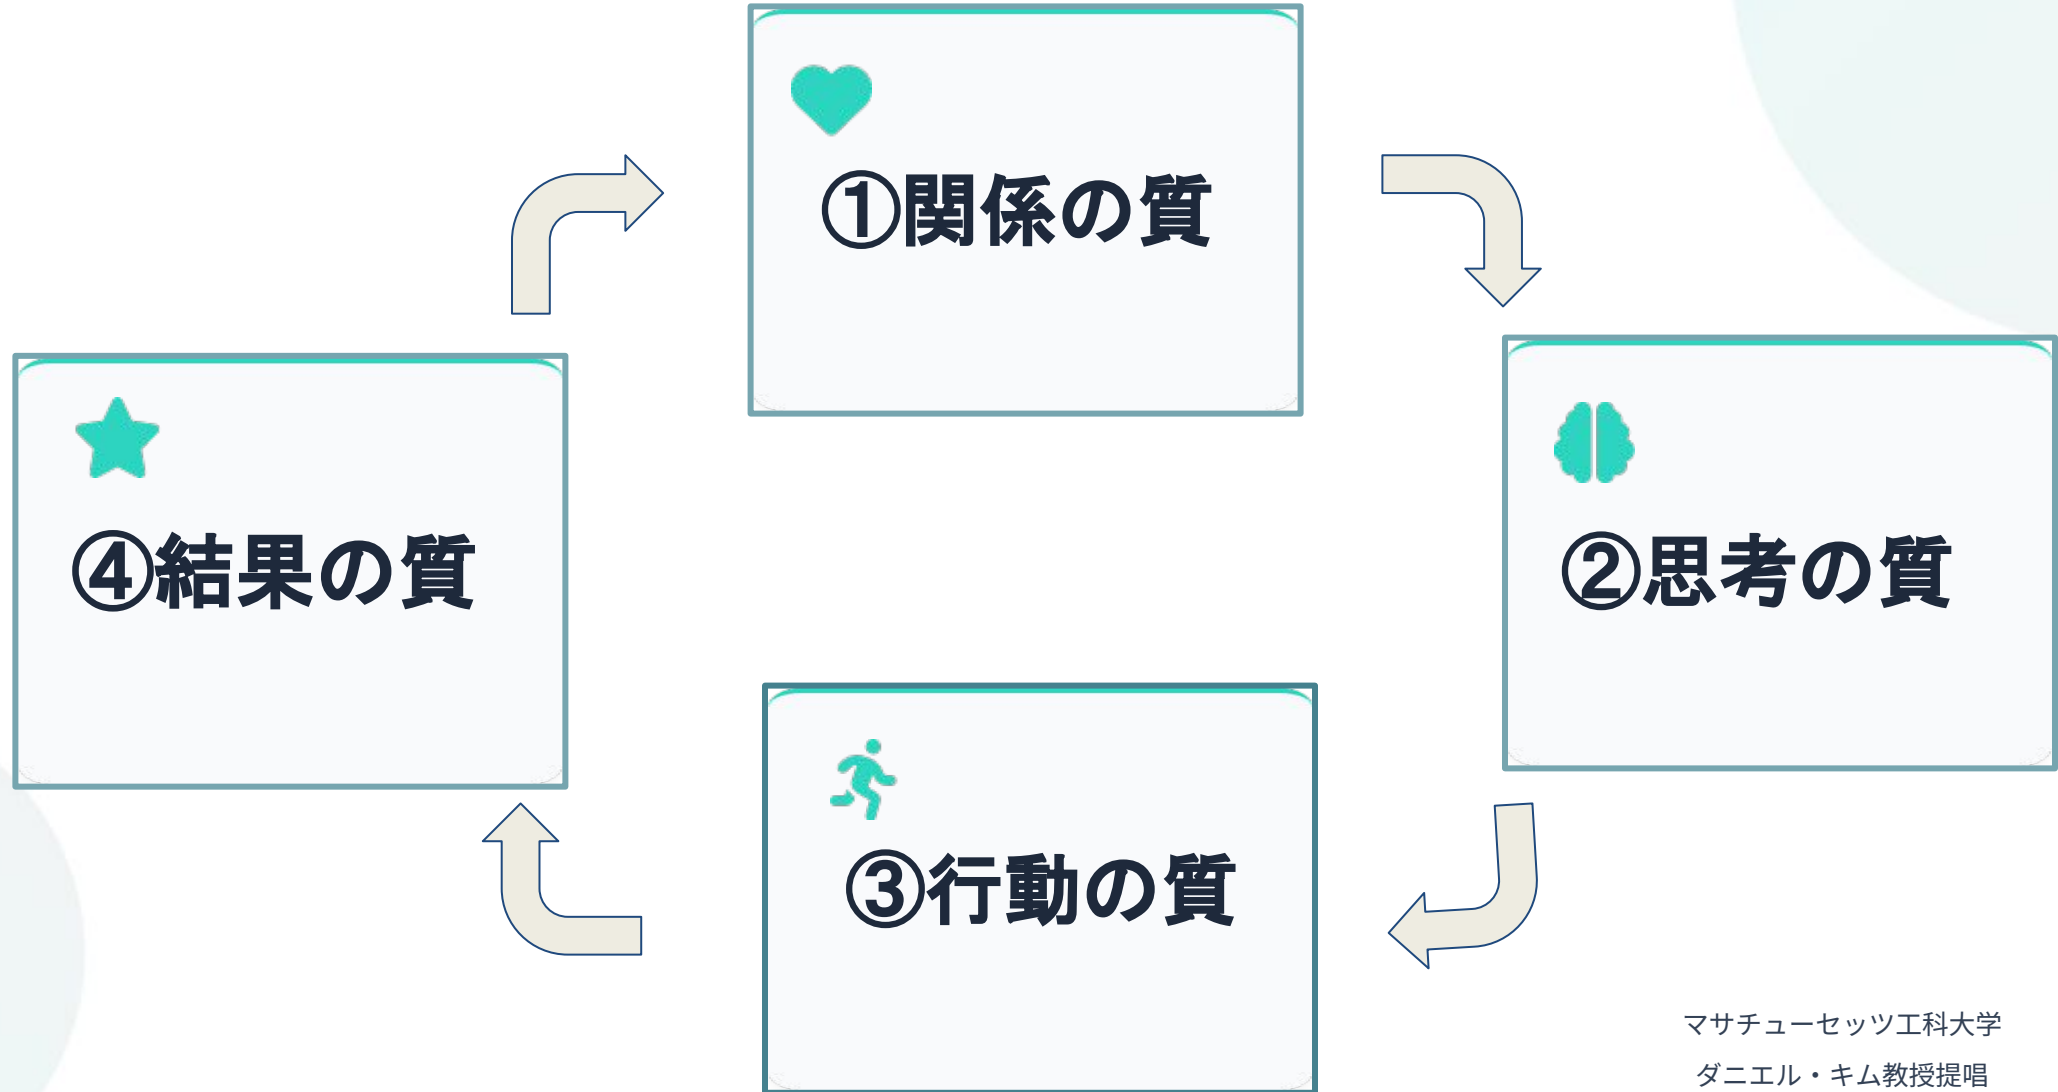 ①関係の質
②思考の質
③行動の質
④結果の質
マサチューセッツ工科大学
ダニエル・キム教授提唱